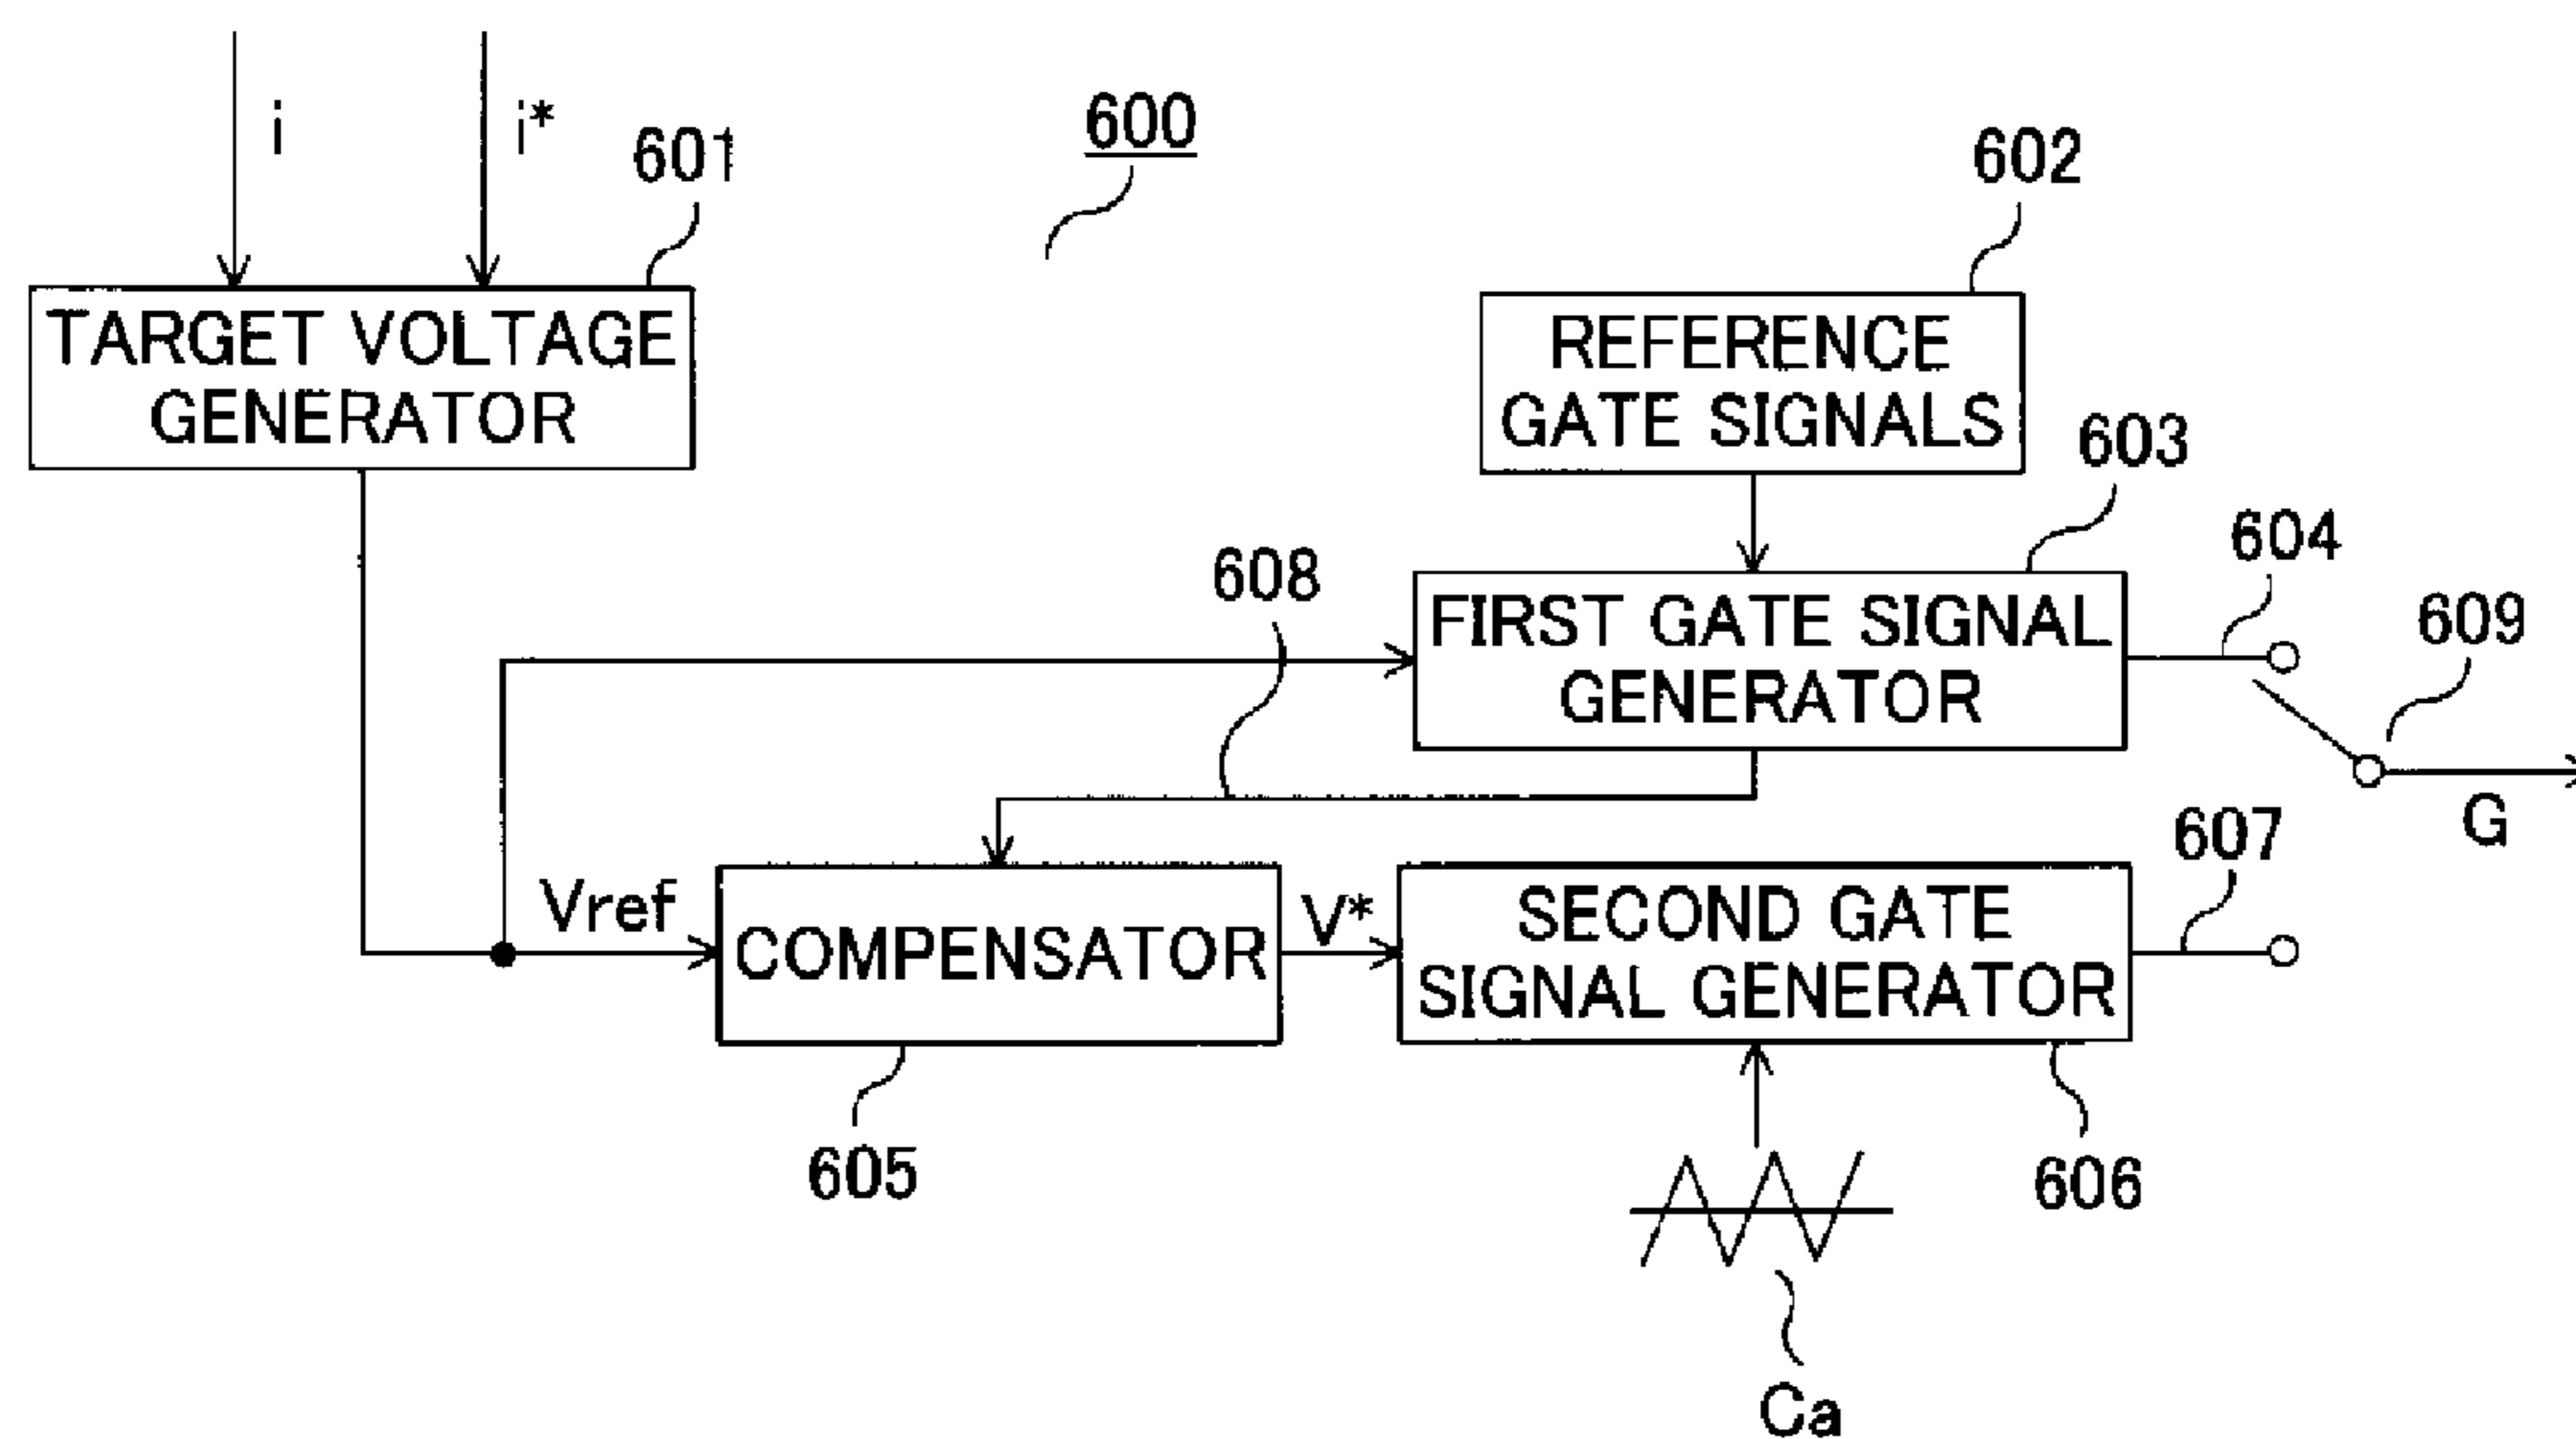 i
i*
601
600
602
TARGET VOLTAGE
GENERATOR
REFERENCE
GATE SIGNALS
603
604
608
609
FIRST GATE SIGNAL
GENERATOR
G
607
Vref
COMPENSATOR
V*
SECOND GATE
SIGNAL GENERATOR
605
606
Ca